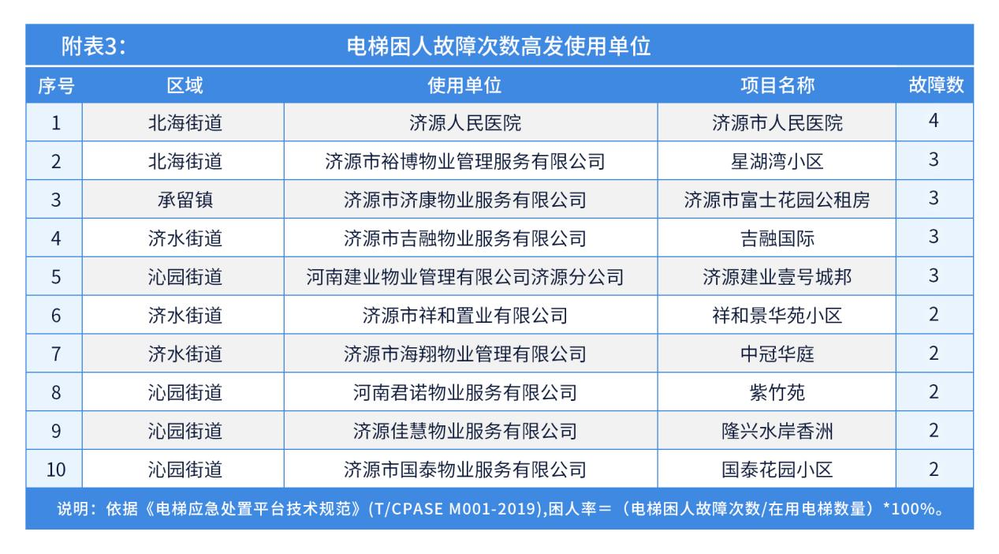 附表3： 电梯困人故障次数高发使用单位
序号 区域 使用单位 项目名称 故障数
1 北海街道 济源人民医院 济源市人民医院 4
2 北海街道 济源市裕博物业管理服务有限公司 星湖湾小区 3
3 承留镇 济源市济康物业服务有限公司 济源市富士花园公租房 3
4 济水街道 济源市吉融物业服务有限公司 吉融国际 3
5 沁园街道 河南建业物业管理有限公司济源分公司 济源建业壹号城邦 3
6 济水街道 济源市祥和置业有限公司 祥和景华苑小区 2
7 济水街道 济源市海翔物业管理有限公司 中冠华庭 2
8 沁园街道 河南君诺物业服务有限公司 紫竹苑 2
9 沁园街道 济源佳慧物业服务有限公司 隆兴水岸香洲 2
10 沁园街道 济源市国泰物业服务有限公司 国泰花园小区 2
说明：依据《电梯应急处置平台技术规范》(T/CPASE M001-2019),困人率＝（电梯困人故障次数/在用电梯数量）*100%。